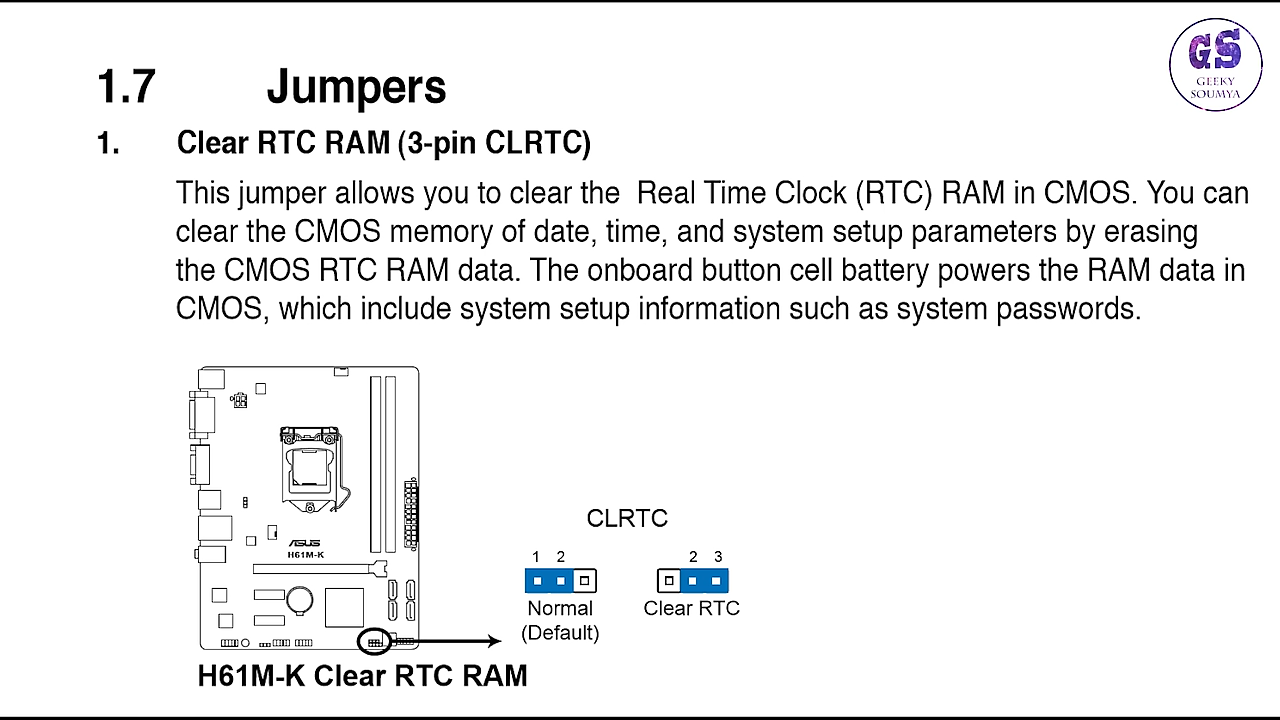 GS
GEEKY
SOUMYA
1.7 Jumpers
1. Clear RTC RAM (3-pin CLRTC)
This jumper allows you to clear the Real Time Clock (RTC) RAM in CMOS. You can
clear the CMOS memory of date, time, and system setup parameters by erasing
the CMOS RTC RAM data. The onboard button cell battery powers the RAM data in
CMOS, which include system setup information such as system passwords.
ASUS
H61M-K
CLRTC
1 2
2 3
Normal
(Default)
Clear RTC
H61M-K Clear RTC RAM